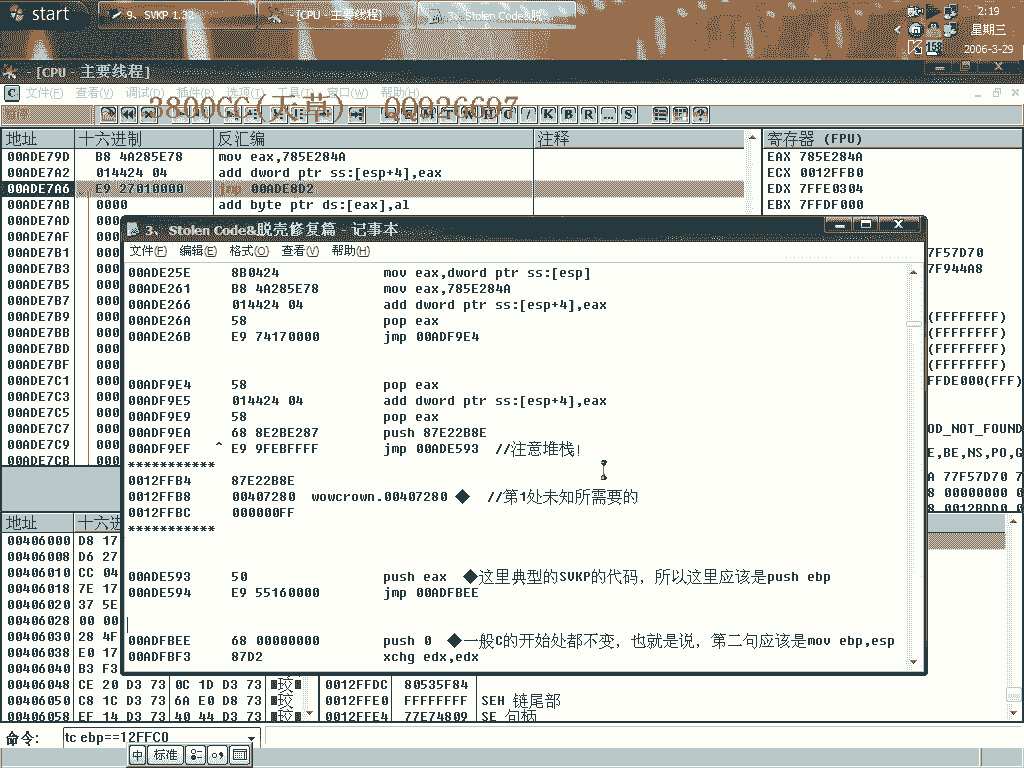 start
9、SVKP 1.32
[CPU - 主要线程]
3、Stolen Code&脱
2:19
星期三
2006-3-29
158
[CPU - 主要线程]
文件(F) 查看(V) 调试(D) 插件(P) 选项(T) 工具(I) 窗口(W) 帮助(H)
3800CC(天草) QQ926697
K B R ... S
地址 十六进制 反汇编 注释 寄存器 (FPU)
00ADE79D B8 4A285E78 mov eax,785E284A
00ADE7A2 014424 04 add dword ptr ss:[esp+4],eax
00ADE7A6 E9 27010000 jmp 00ADE8D2
00ADE7AB 0000 add byte ptr ds:[eax],al
EAX 785E284A
ECX 0012FFB0
EDX 7FFE0304
EBX 7FFDF000
00ADE7AD 000
00ADE7AF 000
00ADE7B1 000
00ADE7B3 000
00ADE7B5 000
00ADE7B7 000
00ADE7B9 000
00ADE7BB 000
00ADE7BD 000
00ADE7BF 000
00ADE7C1 000
00ADE7C3 000
00ADE7C5 000
00ADE7C7 000
00ADE7C9 000
00ADE7CB 000
7F57D70
7F944A8
(FFFFFFFF)
(FFFFFFFF)
(FFFFFFFF)
(FFFFFFFF)
FFDE000(FFF)
OD_NOT_FOUND
E,BE,NS,PO,G
A 77F57D70 7
8 00000000 0
8 0012BDD0 0
3、Stolen Code&脱壳修复篇 - 记事本
文件(F) 编辑(E) 格式(O) 查看(V) 帮助(H)
00ADE25E 8B0424 mov eax,dword ptr ss:[esp]
00ADE261 B8 4A285E78 mov eax,785E284A
00ADE266 014424 04 add dword ptr ss:[esp+4],eax
00ADE26A 58 pop eax
00ADE26B E9 74170000 jmp 00ADF9E4
00ADF9E4 58 pop eax
00ADF9E5 014424 04 add dword ptr ss:[esp+4],eax
00ADF9E9 58 pop eax
00ADF9EA 68 8E2BE287 push 87E22B8E
00ADF9EF ^ E9 9FEBFFFF jmp 00ADE593 //注意堆栈!
***********
0012FFB4 87E22B8E
0012FFB8 00407280 wowcrown.00407280 ◆ //第1处未知所需要的
0012FFBC 000000FF
***********
00ADE593 50 push eax ◆这里典型的SVKP的代码，所以这里应该是push ebp
00ADE594 E9 55160000 jmp 00ADFBEE
00ADFBEE 68 00000000 push 0 ◆一般C的开始处都不变，也就是说，第二句应该是mov ebp,esp
00ADFBF3 87D2 xchg edx,edx
地址 十六进
00406000 D8 17
00406008 D6 27
00406010 CC 04
00406018 7E 17
00406020 37 5E
00406028 00 00
00406030 28 4F
00406038 E0 17
00406040 B3 F3
00406048 CE 20 D3 73 0C 1D D3 73
00406050 C8 1C D3 73 6A E0 D8 73
00406058 EF 14 D3 73 40 44 D3 73
0012FFDC 80535F84
0012FFE0 FFFFFFFF SEH 链尾部
0012FFE4 77E74809 SE 句柄
命令: tc ebp==12FFC0
中 标准